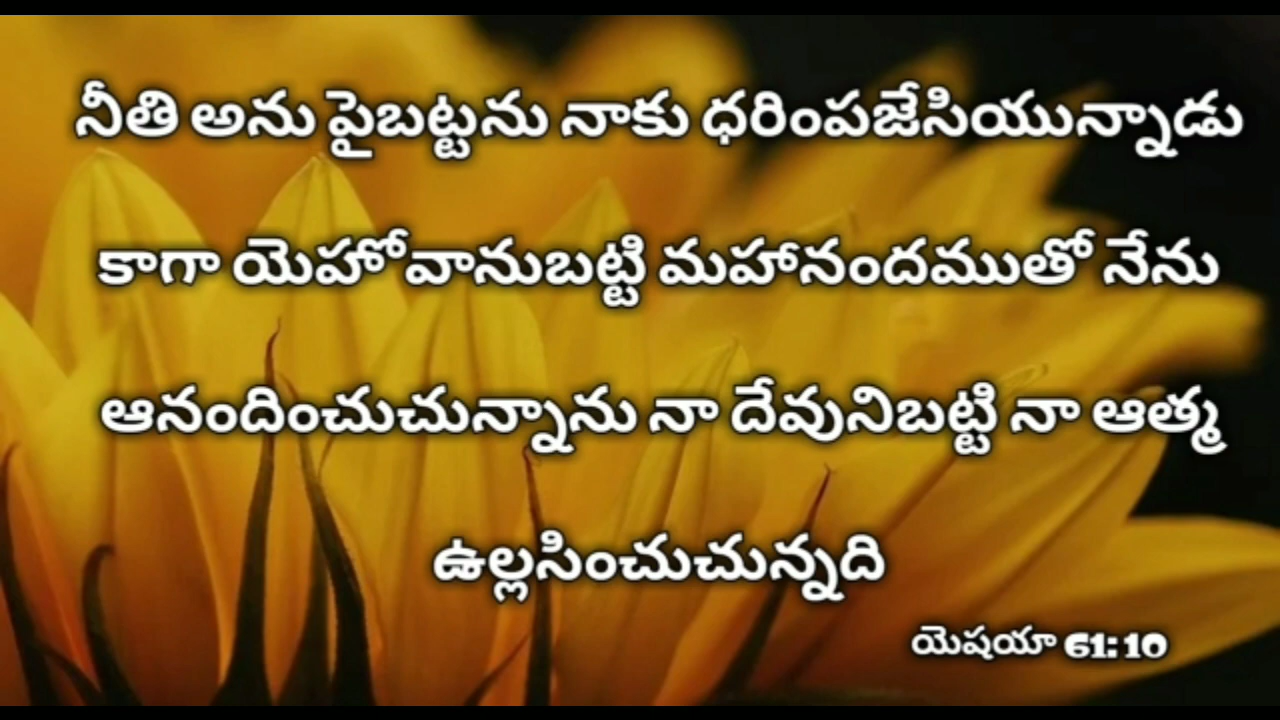 నీతి అను పైబట్టను నాకు ధరింపజేసియున్నాడు
కాగా యెహోవానుబట్టి మహానందముతో నేను
ఆనందించుచున్నాను నా దేవునిబట్టి నా ఆత్మ
ఉల్లసించుచున్నది
యెషయా 61: 10